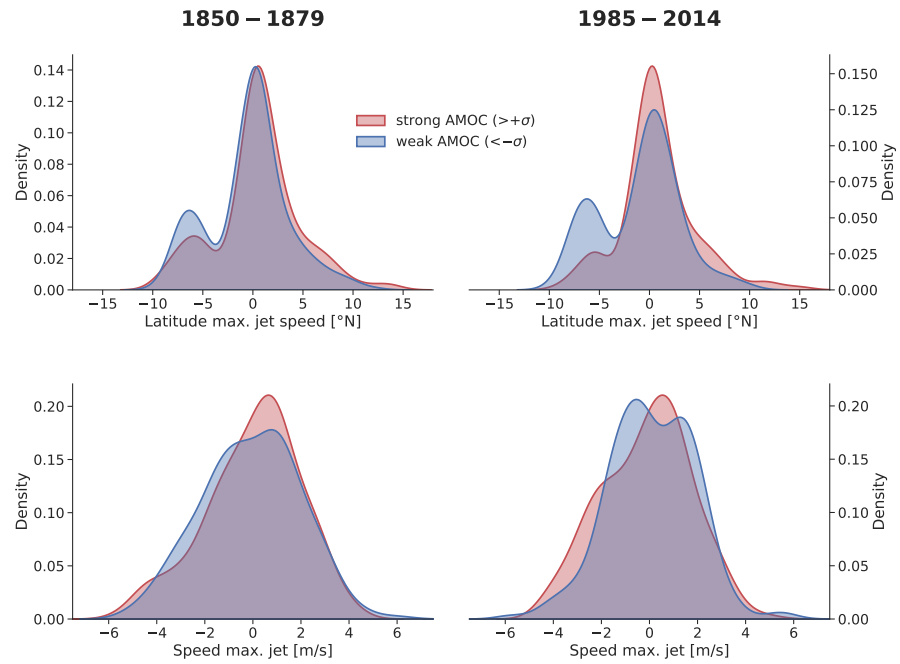 1850 – 1879
1985 – 2014
0.14
0.12
0.10
0.08
0.06
0.04
0.02
0.00
Density
−15 −10 −5 0 5 10 15
Latitude max. jet speed [°N]
strong AMOC (>+σ)
weak AMOC (<−σ)
0.150
0.125
0.100
0.075
0.050
0.025
0.000
Density
−15 −10 −5 0 5 10 15
Latitude max. jet speed [°N]
0.20
0.15
0.10
0.05
0.00
Density
−6 −4 −2 0 2 4 6
Speed max. jet [m/s]
0.20
0.15
0.10
0.05
0.00
Density
−6 −4 −2 0 2 4 6
Speed max. jet [m/s]